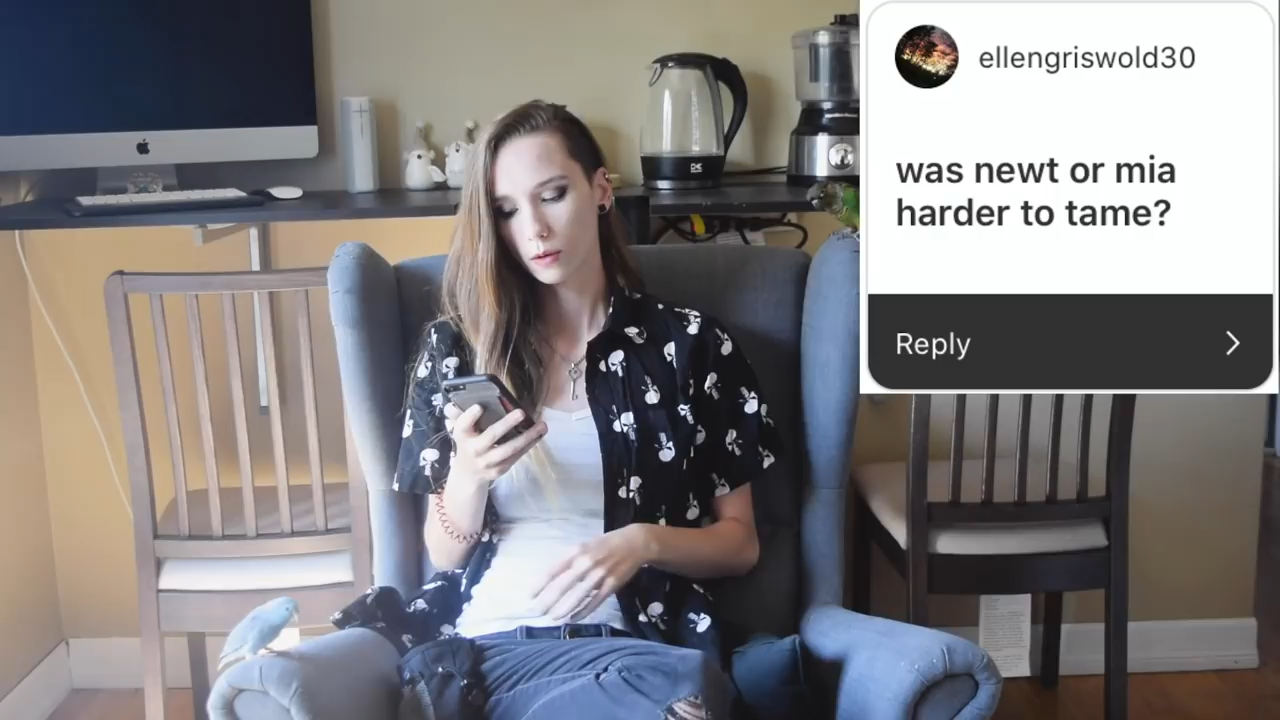 ellengriswold30
was newt or mia
harder to tame?
Reply